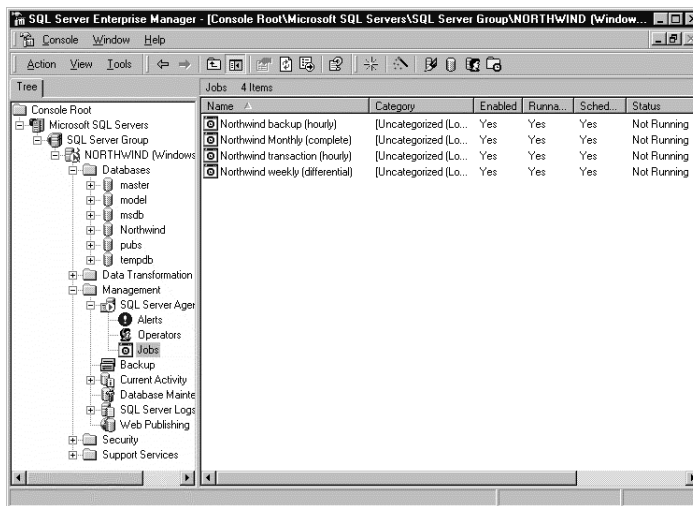 SQL Server Enterprise Manager - [Console Root\Microsoft SQL Servers\SQL Server Group\NORTHWIND (Window...
Console Window Help
Action View Tools
Tree
Jobs 4 Items
Console Root
Microsoft SQL Servers
SQL Server Group
NORTHWIND (Windows
Databases
master
model
msdb
Northwind
pubs
tempdb
Data Transformation
Management
SQL Server Ager
Alerts
Operators
Jobs
Backup
Current Activity
Database Mainte
SQL Server Logs
Web Publishing
Security
Support Services
Name Category Enabled Runna... Sched... Status
Northwind backup (hourly) [Uncategorized (Lo... Yes Yes Yes Not Running
Northwind Monthly (complete) [Uncategorized (Lo... Yes Yes Yes Not Running
Northwind transaction (hourly) [Uncategorized (Lo... Yes Yes Yes Not Running
Northwind weekly (differential) [Uncategorized (Lo... Yes Yes Yes Not Running